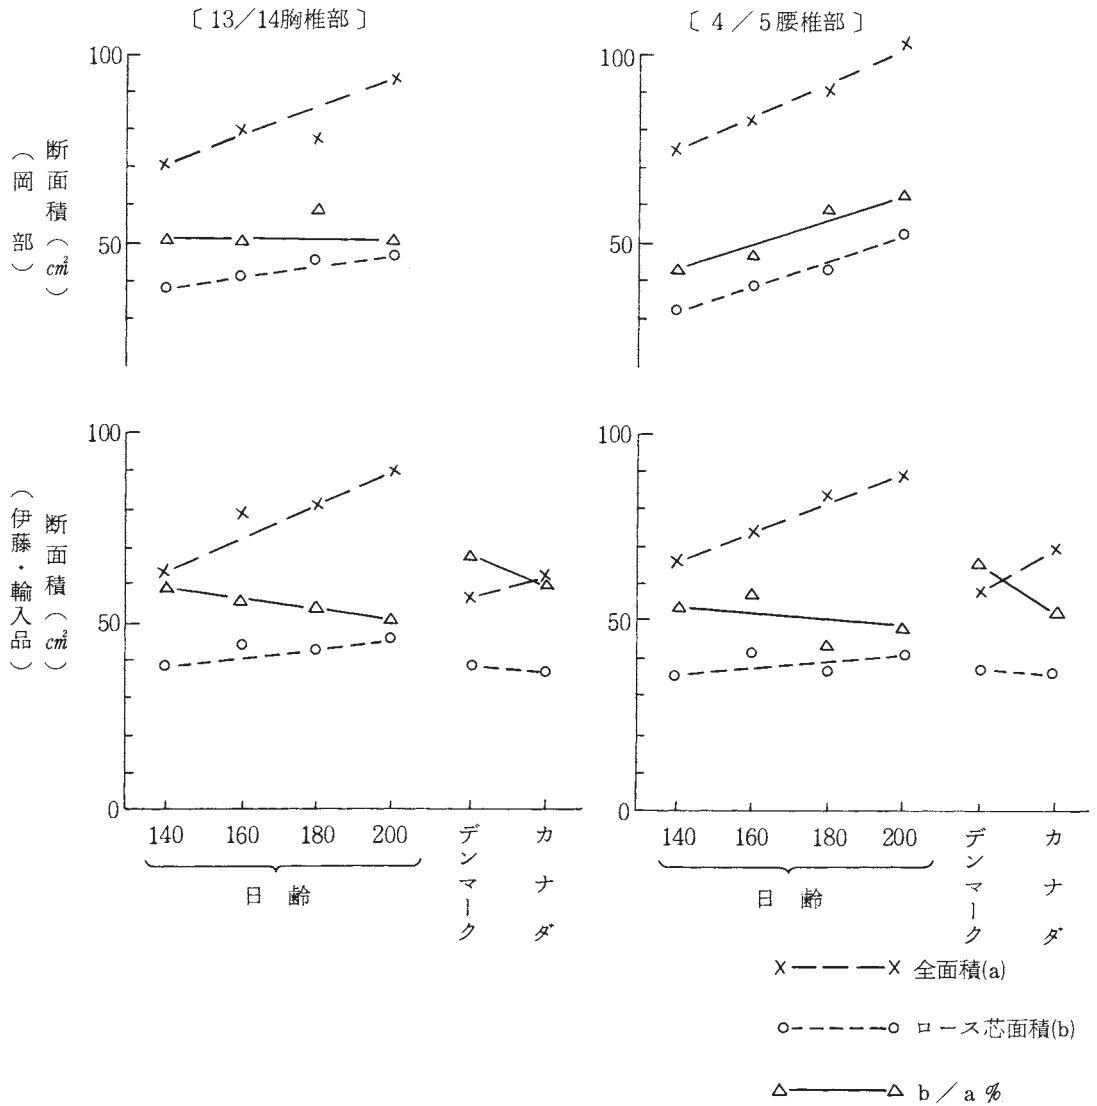 〔 13／14胸椎部 〕
〔 4 ／ 5腰椎部 〕
断面積（㎠）
（岡部）
100
50
100
50
断面積（㎠）
（伊藤・輸入品）
100
50
0
140 160 180 200 デンマーク カナダ
日 齢
100
50
0
140 160 180 200 デンマーク カナダ
日 齢
×― ― ―× 全面積(a)
○-----○ ロース芯面積(b)
△―――△ b ／ a %